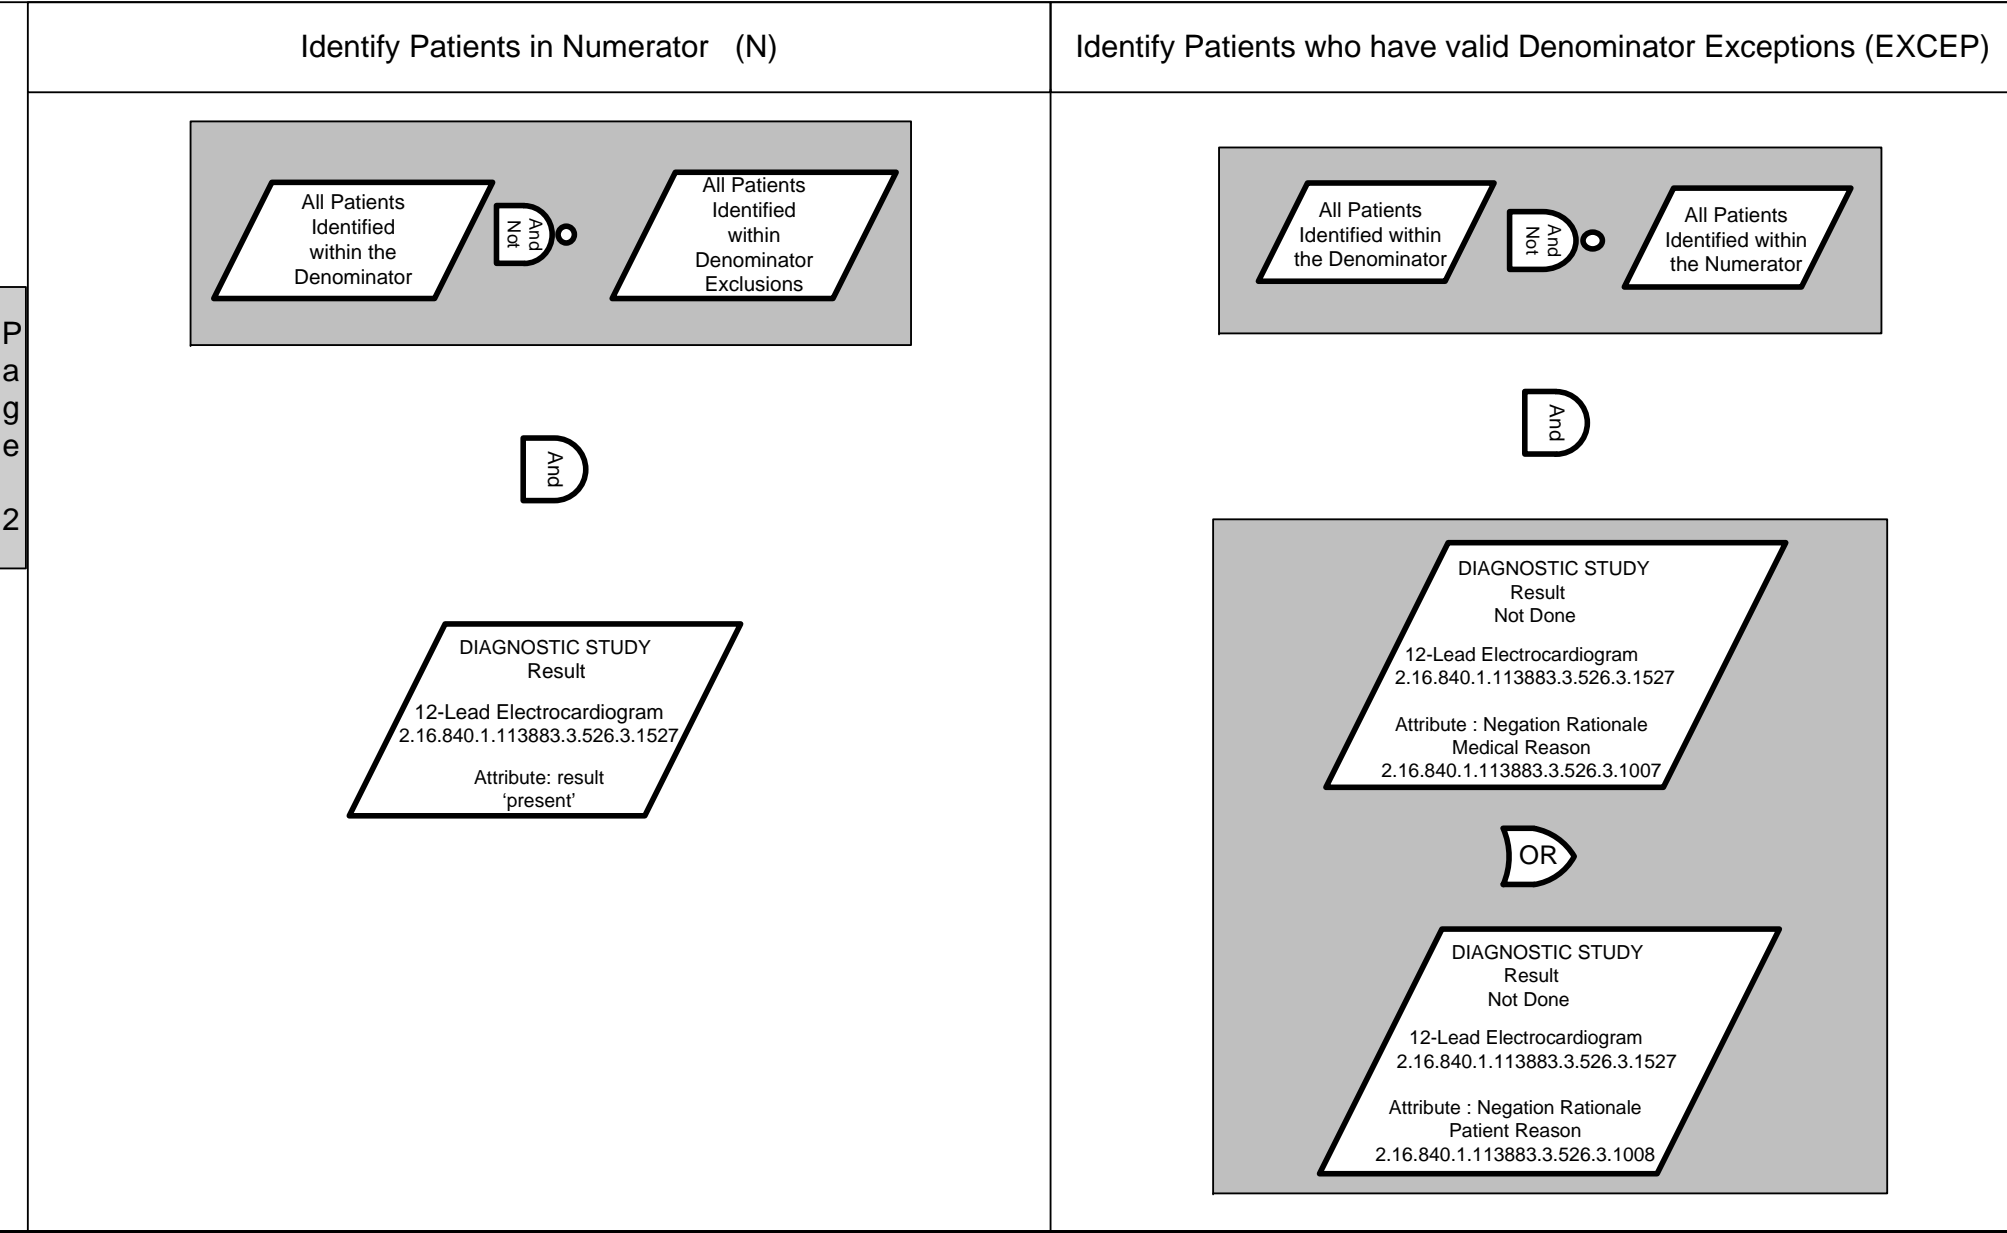 Identify Patients in Numerator (N)
Identify Patients who have valid Denominator Exceptions (EXCEP)
P
a
g
e
2
All Patients
Identified
within the
Denominator
And
Not
All Patients
Identified
within
Denominator
Exclusions
And
DIAGNOSTIC STUDY
Result
12-Lead Electrocardiogram
2.16.840.1.113883.3.526.3.1527
Attribute: result
‘present’
All Patients
Identified within
the Denominator
And
Not
All Patients
Identified within
the Numerator
And
DIAGNOSTIC STUDY
Result
Not Done
12-Lead Electrocardiogram
2.16.840.1.113883.3.526.3.1527
Attribute : Negation Rationale
Medical Reason
2.16.840.1.113883.3.526.3.1007
OR
DIAGNOSTIC STUDY
Result
Not Done
12-Lead Electrocardiogram
2.16.840.1.113883.3.526.3.1527
Attribute : Negation Rationale
Patient Reason
2.16.840.1.113883.3.526.3.1008